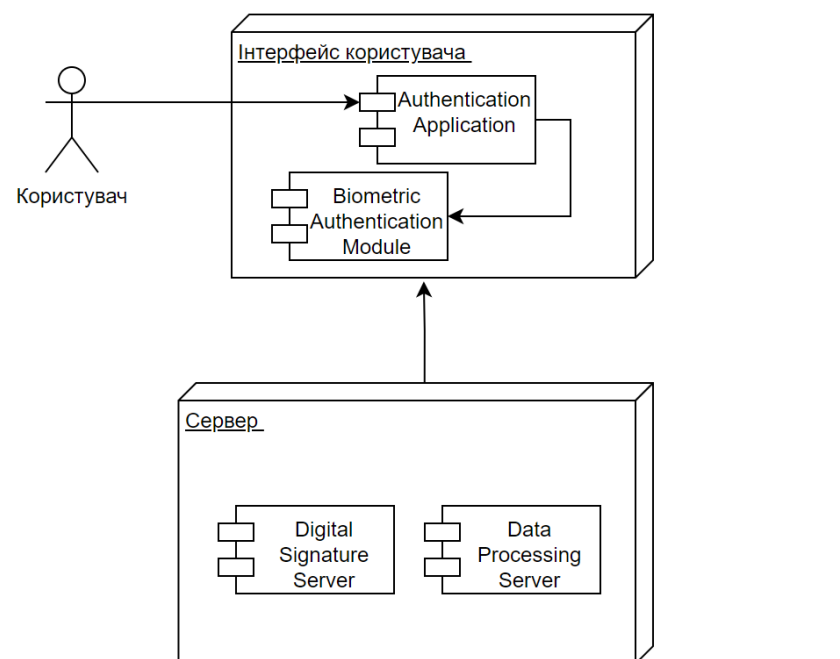 Інтерфейс користувача
Authentication
Application
Користувач
Biometric
Authentication
Module
Сервер
Digital
Signature
Server
Data
Processing
Server